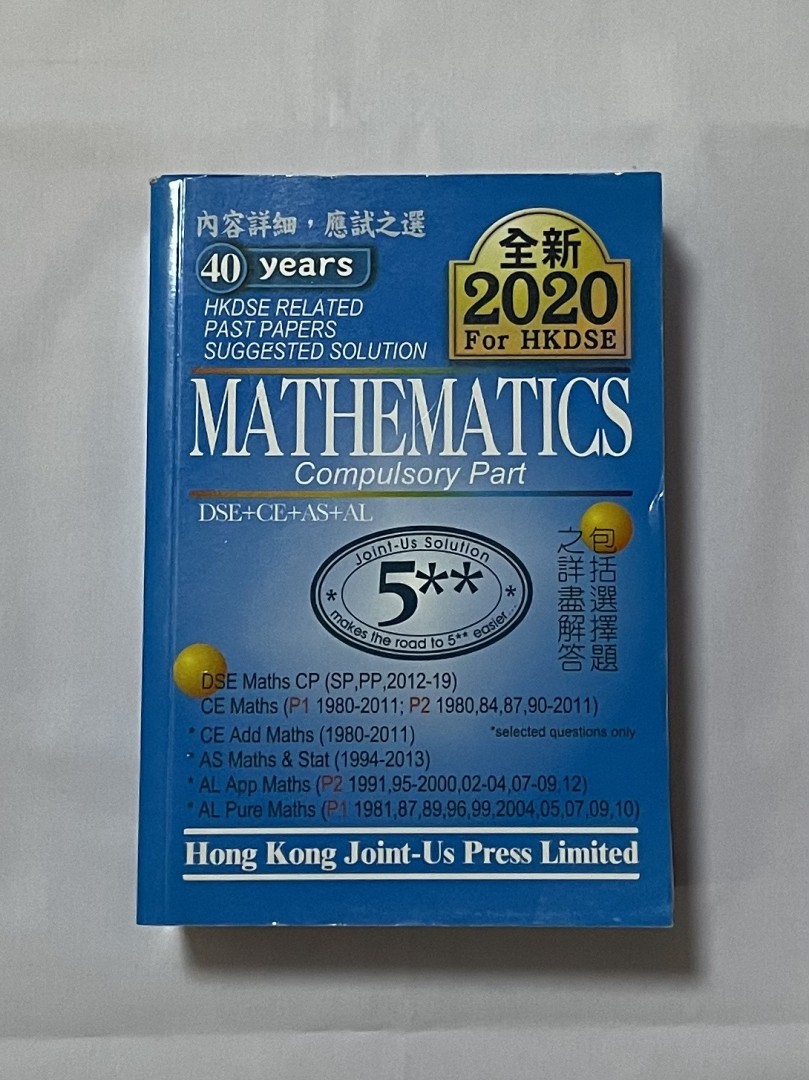 內容詳細，應試之選
40 years
HKDSE RELATED
PAST PAPERS
SUGGESTED SOLUTION
全新
2020
For HKDSE
MATHEMATICS
Compulsory Part
DSE+CE+AS+AL
Joint-Us Solution
* 5** *
makes the road to 5** easier...
包括選擇題
之詳盡解答
DSE Maths CP (SP,PP,2012-19)
CE Maths (P1 1980-2011; P2 1980,84,87,90-2011)
* CE Add Maths (1980-2011)
*selected questions only
* AS Maths & Stat (1994-2013)
* AL App Maths (P2 1991,95-2000,02-04,07-09,12)
* AL Pure Maths (P1 1981,87,89,96,99,2004,05,07,09,10)
Hong Kong Joint-Us Press Limited